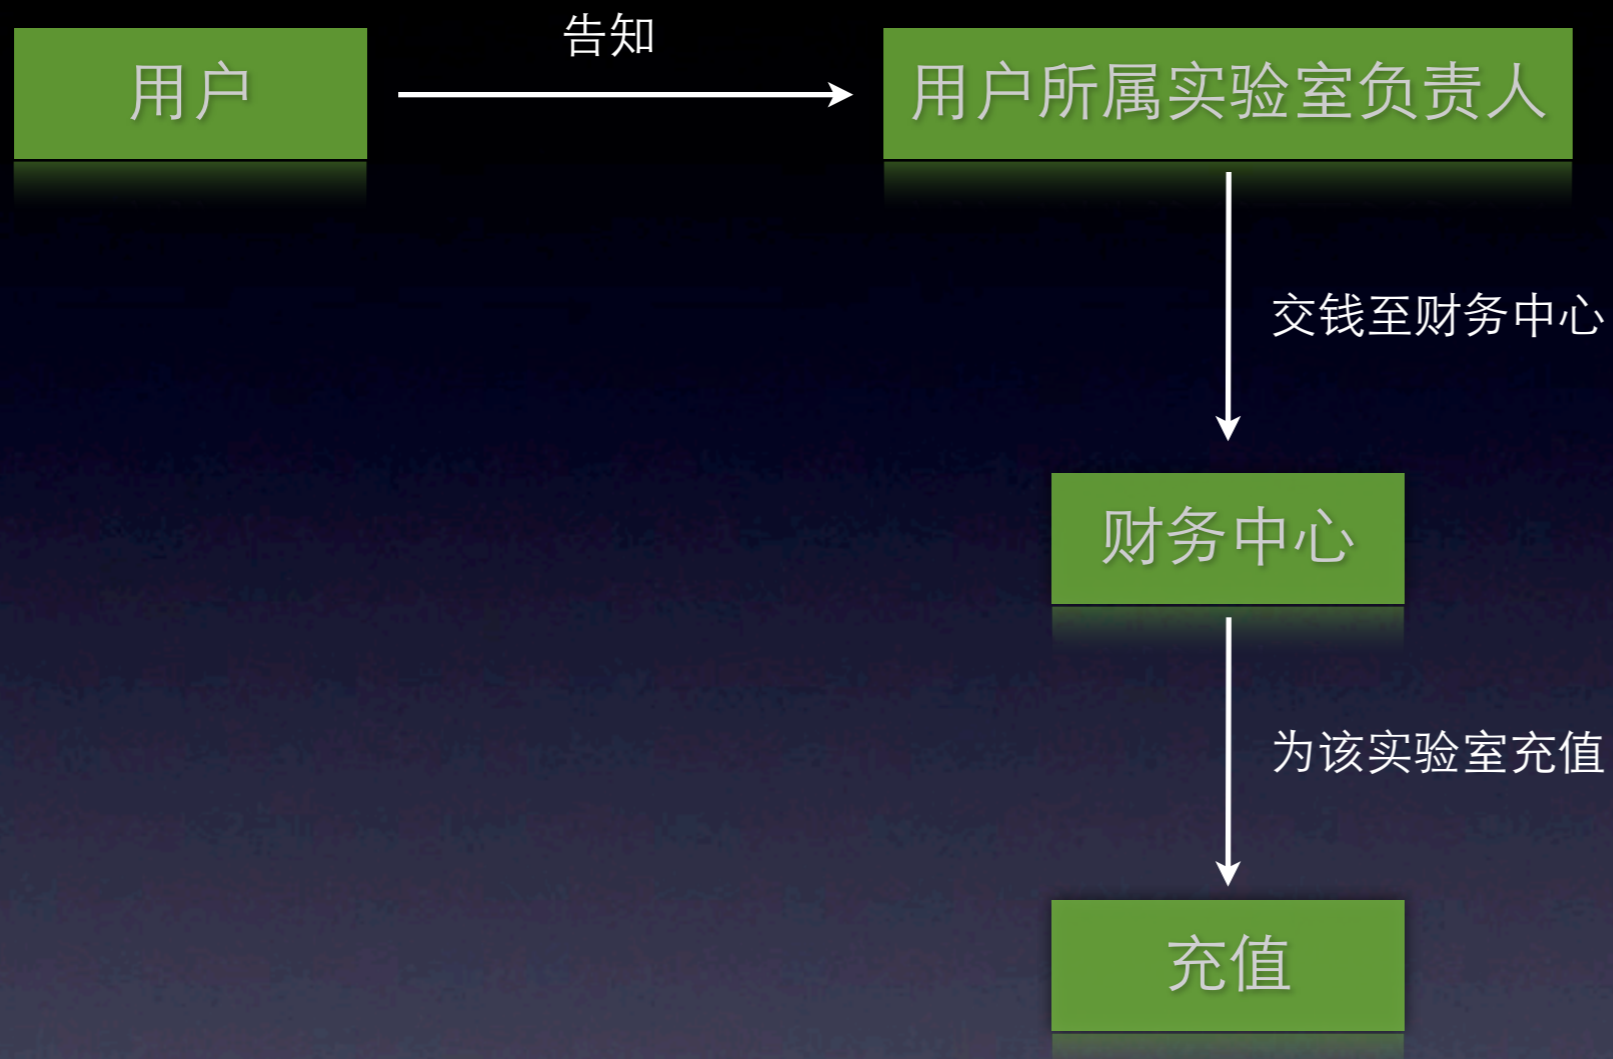 用户
告知
用户所属实验室负责人
交钱至财务中心
财务中心
为该实验室充值
充值